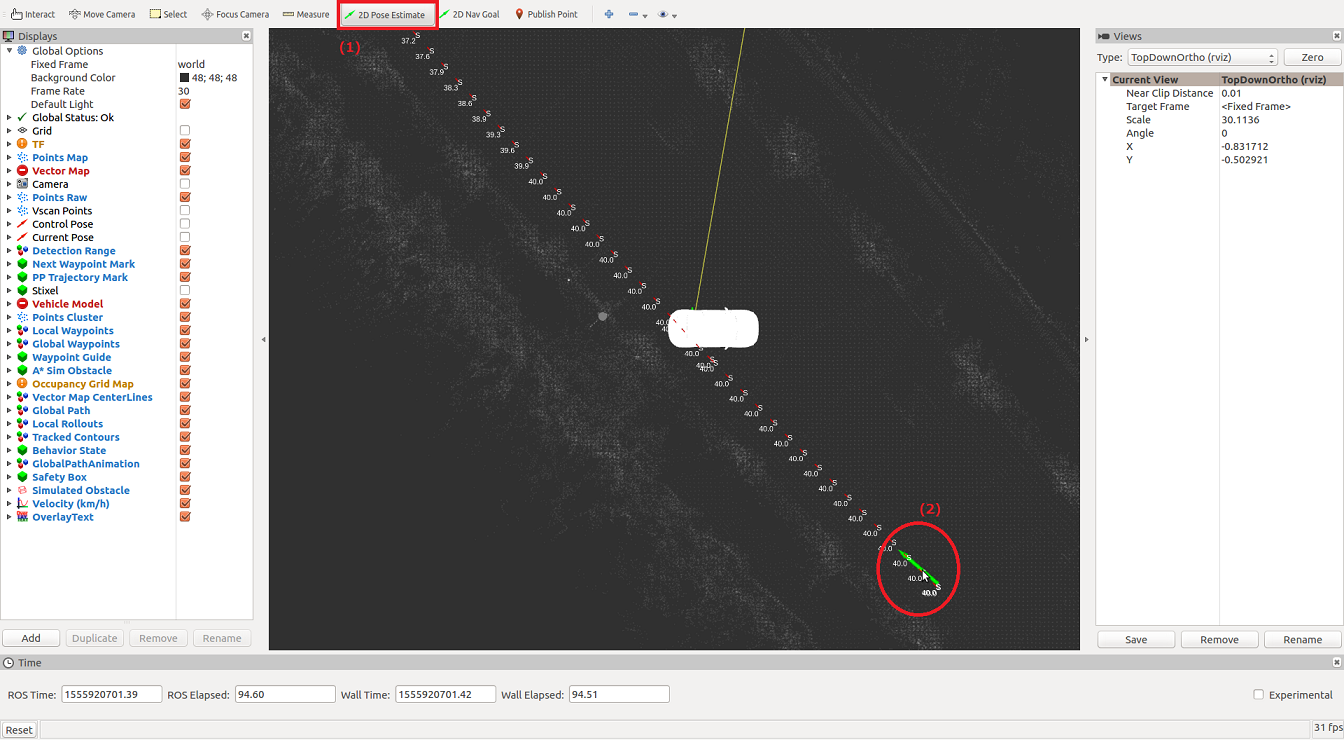 Interact Move Camera Select Focus Camera Measure 2D Pose Estimate 2D Nav Goal Publish Point
Displays
Global Options
Fixed Frame world
Background Color 48; 48; 48
Frame Rate 30
Default Light
Global Status: Ok
Grid
TF
Points Map
Vector Map
Camera
Points Raw
Vscan Points
Control Pose
Current Pose
Detection Range
Next Waypoint Mark
PP Trajectory Mark
Stixel
Vehicle Model
Points Cluster
Local Waypoints
Global Waypoints
Waypoint Guide
A* Sim Obstacle
Occupancy Grid Map
Vector Map CenterLines
Global Path
Local Rollouts
Tracked Contours
Behavior State
GlobalPathAnimation
Safety Box
Simulated Obstacle
Velocity (km/h)
OverlayText
Add Duplicate Remove Rename
(1)
S
37.2
S
37.6
S
37.9
S
38.3
S
38.6
S
38.9
S
39.3
S
39.6
S
39.9
S
40.0
S
40.0
S
40.0
S
40.0
S
40.0
S
40.0
S
40.0
S
40.0
S
40.0
40.0
S
40.0
S
40.0
40.0
S
40.0
S
40.0
S
40.0
S
40.0
S
40.0
S
40.0
S
40.0
S
40.0
S
40.0
S
40.0
(2)
S
40.0
S
40.0
40.0
S
40.0
Views
Type: TopDownOrtho (rviz) Zero
Current View TopDownOrtho (rviz)
Near Clip Distance 0.01
Target Frame <Fixed Frame>
Scale 30.1136
Angle 0
X -0.831712
Y -0.502921
Save Remove Rename
Time
ROS Time: 1555920701.39 ROS Elapsed: 94.60 Wall Time: 1555920701.42 Wall Elapsed: 94.51 Experimental
Reset 31 fps